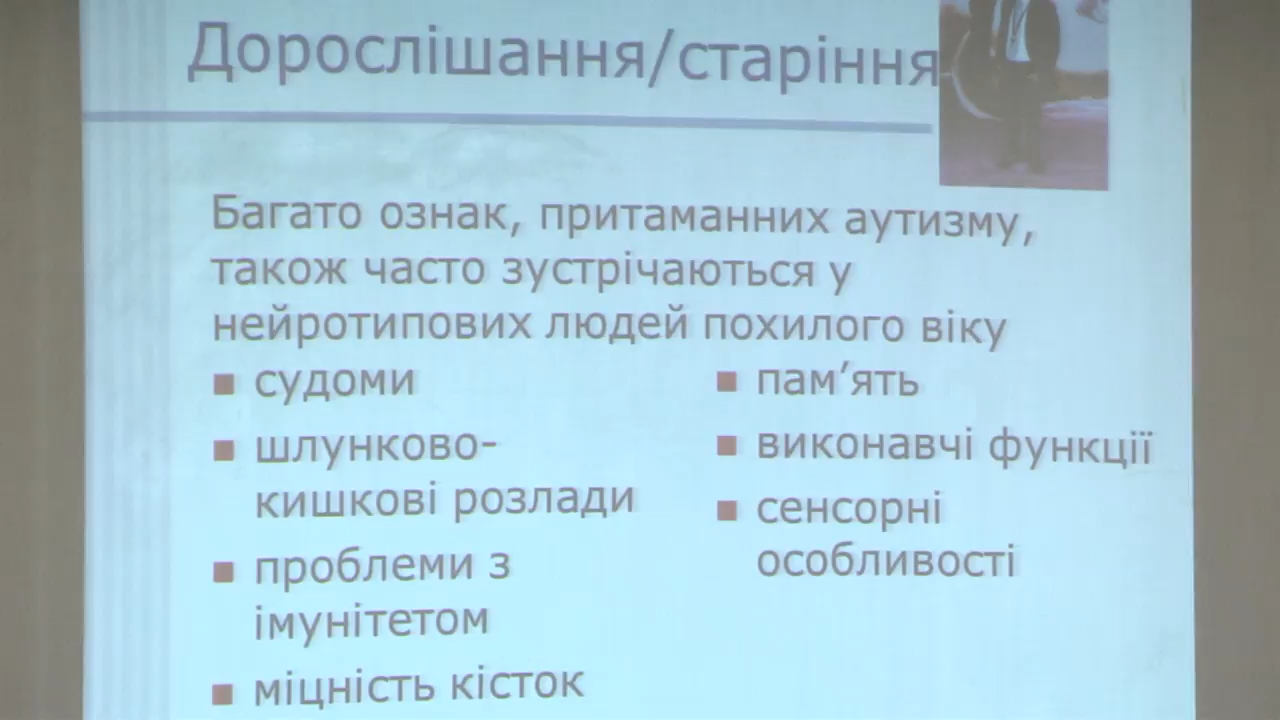 Дорослішання/старіння
Багато ознак, притаманних аутизму,
також часто зустрічаються у
нейротипових людей похилого віку
судоми
шлунково-
кишкові розлади
проблеми з
імунітетом
міцність кісток
пам’ять
виконавчі функції
сенсорні
особливості